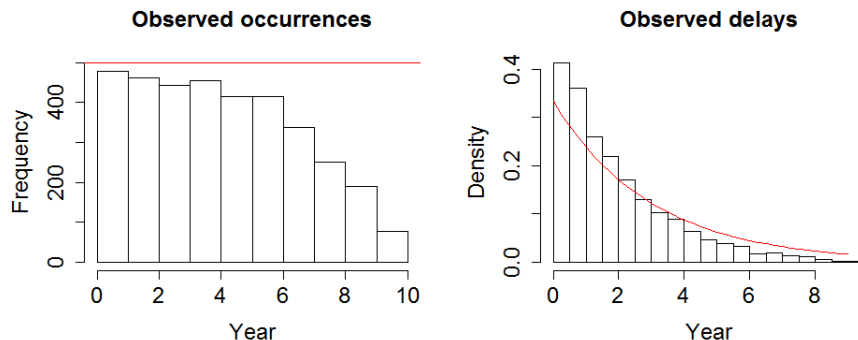 Observed occurrences
Frequency
0
200
400
0 2 4 6 8 10
Year
Observed delays
Density
0.0
0.2
0.4
0 2 4 6 8
Year